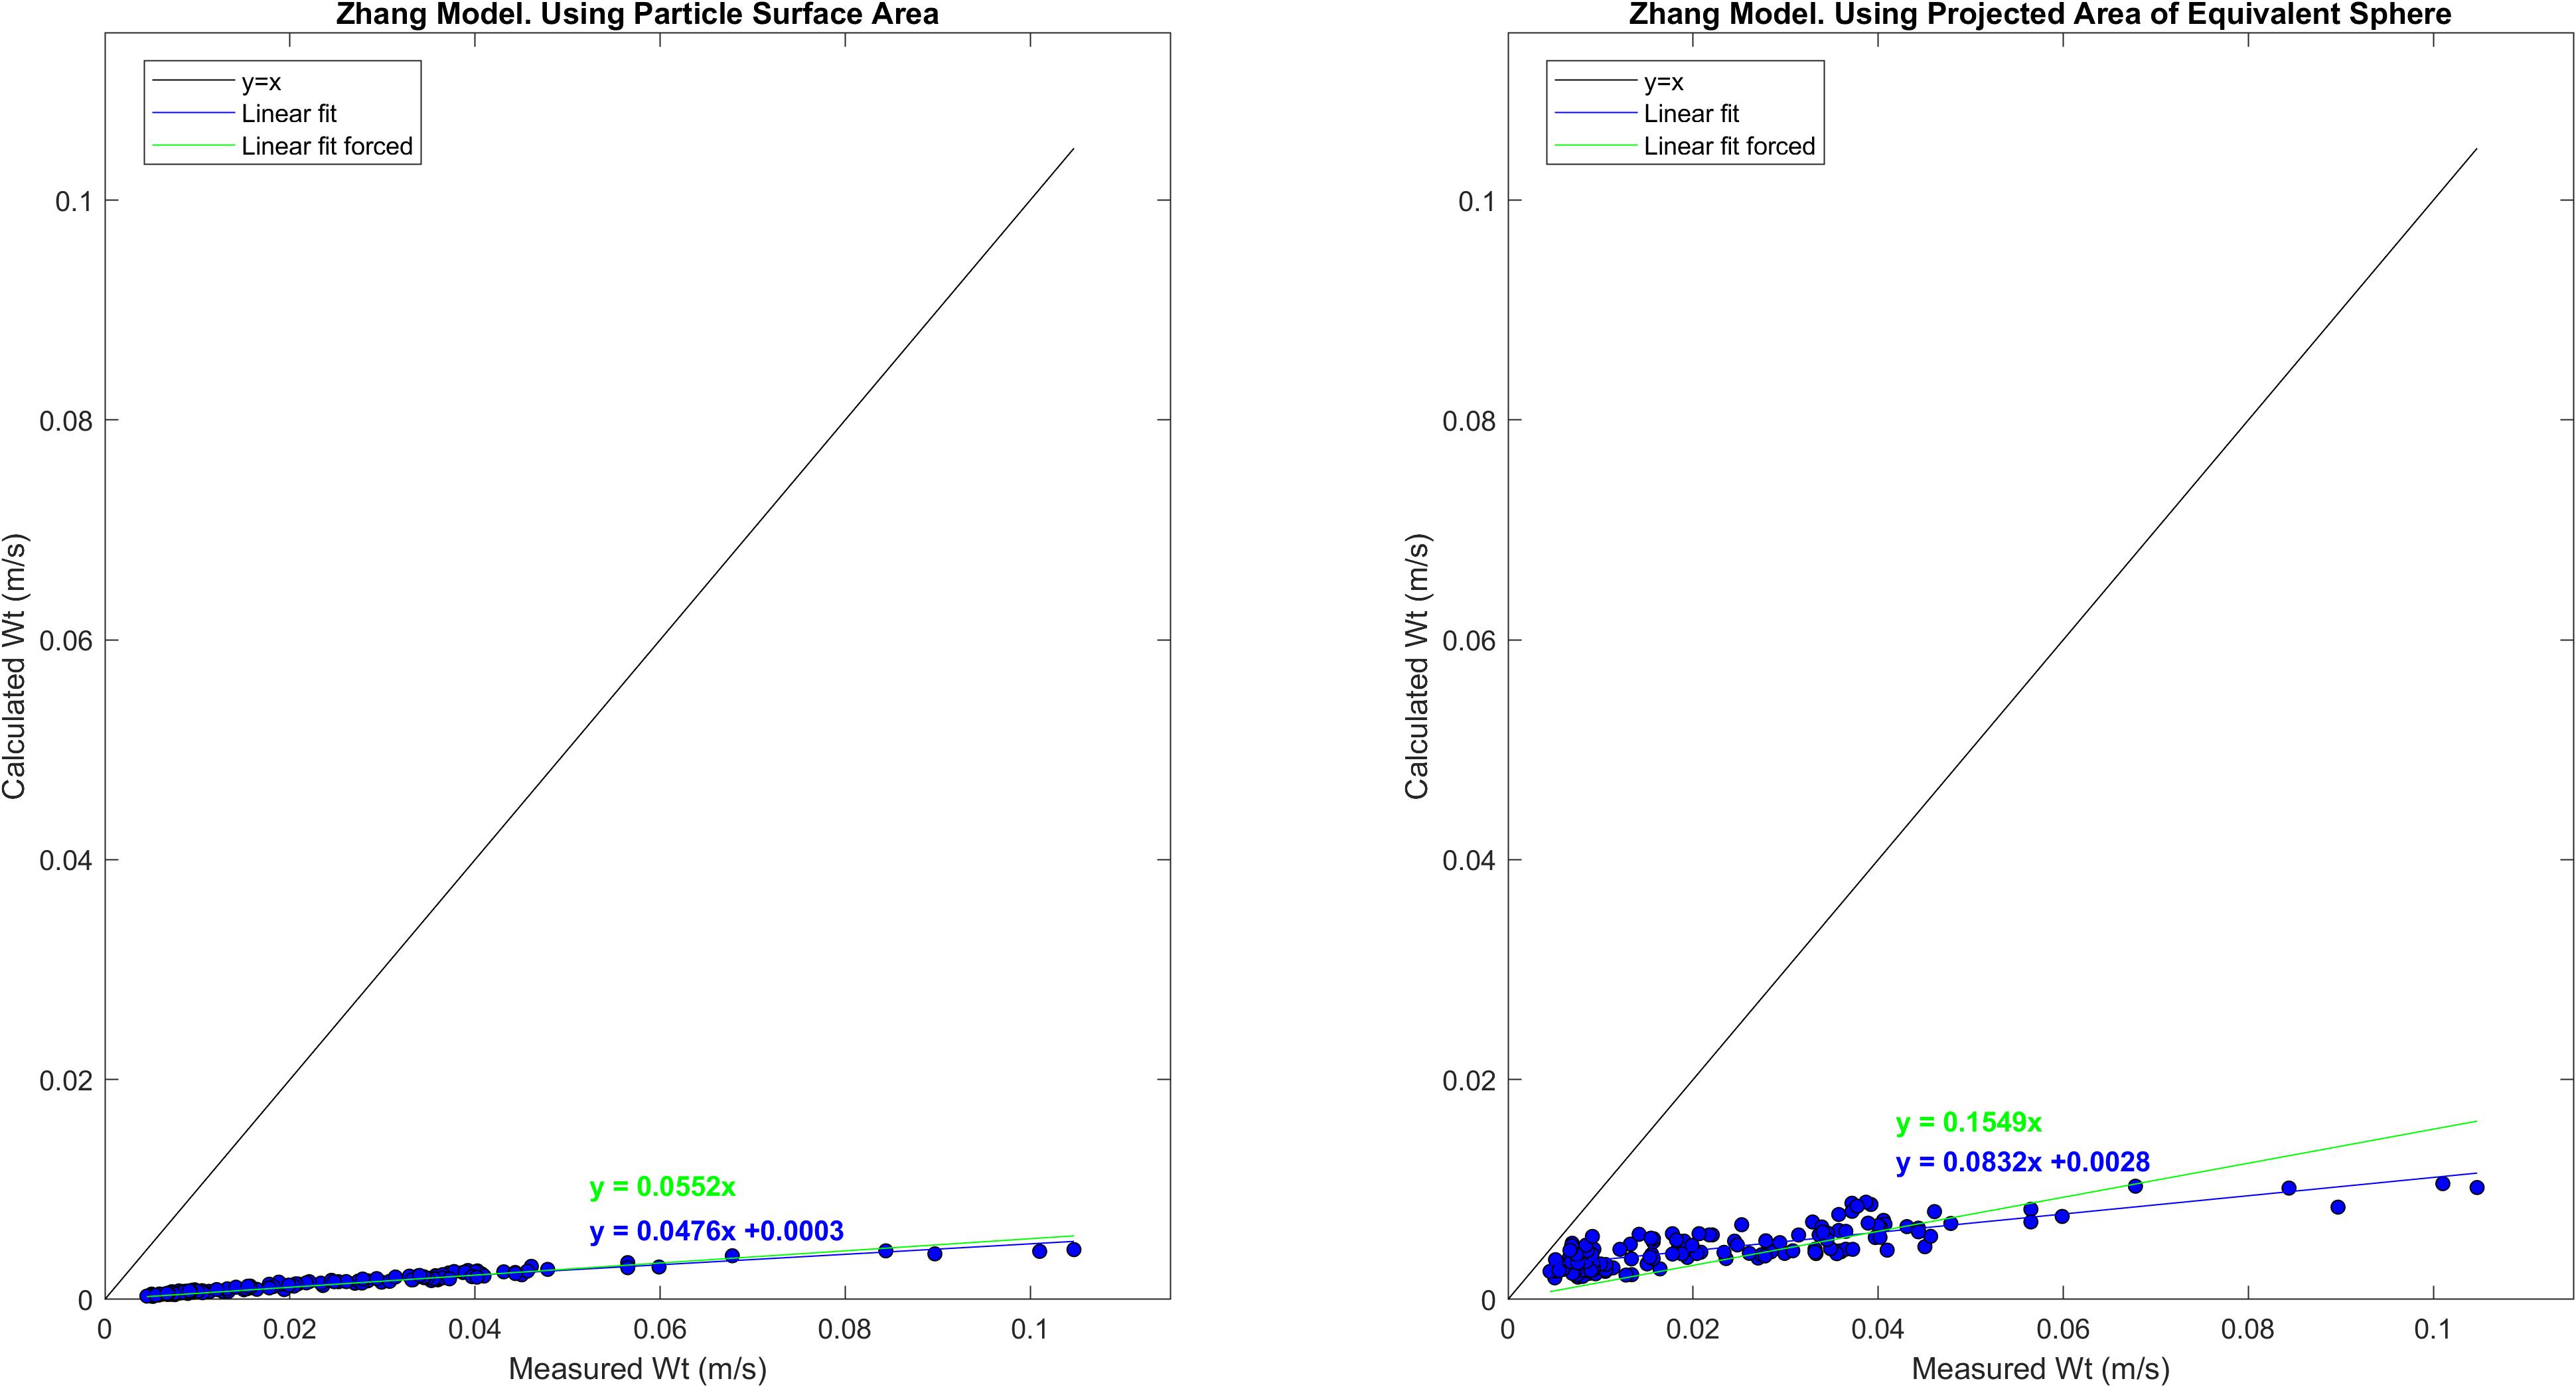 Zhang Model. Using Particle Surface Area
y=x
Linear fit
Linear fit forced
0.1
0.08
0.06
0.04
0.02
0
Calculated Wt (m/s)
y = 0.0552x
y = 0.0476x +0.0003
0
0.02
0.04
0.06
0.08
0.1
Measured Wt (m/s)
Zhang Model. Using Projected Area of Equivalent Sphere
y=x
Linear fit
Linear fit forced
0.1
0.08
0.06
0.04
0.02
0
Calculated Wt (m/s)
y = 0.1549x
y = 0.0832x +0.0028
0
0.02
0.04
0.06
0.08
0.1
Measured Wt (m/s)